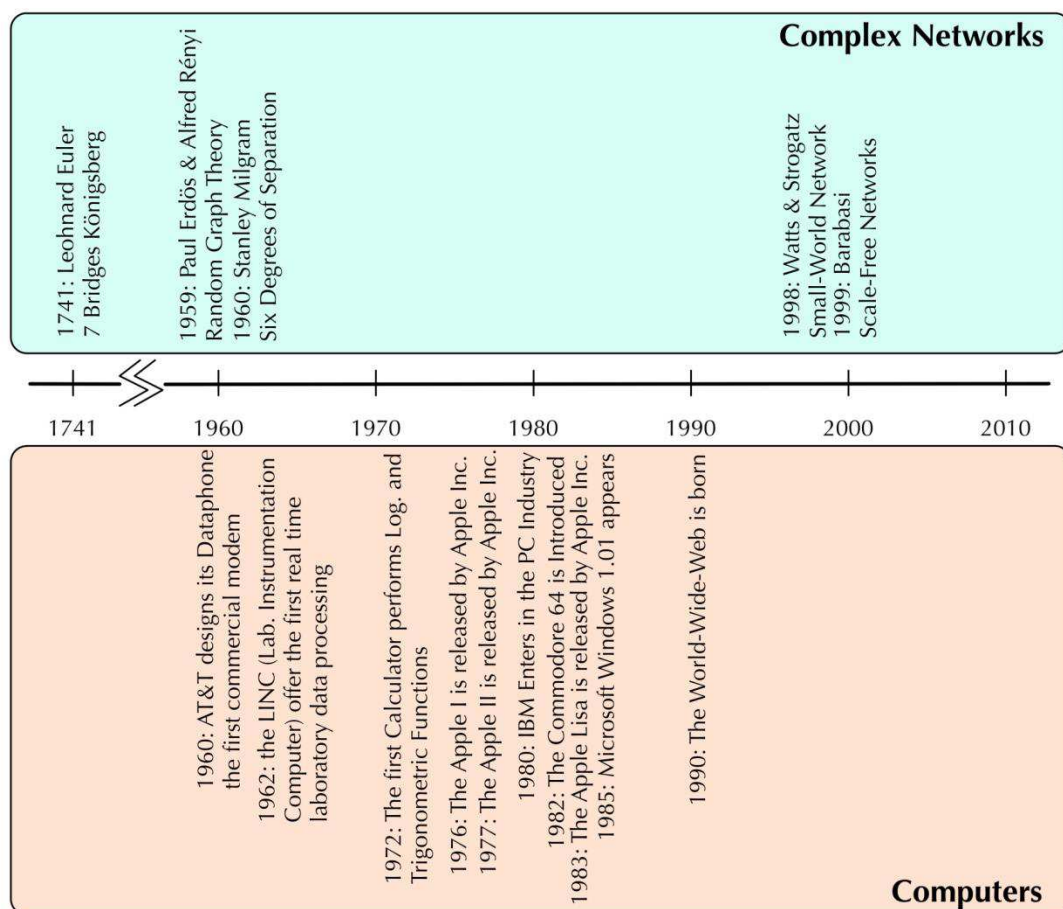 Complex Networks
1741: Leohnard Euler
7 Bridges Königsberg
1959: Paul Erdös & Alfred Rényi
Random Graph Theory
1960: Stanley Milgram
Six Degrees of Separation
1998: Watts & Strogatz
Small-World Network
1999: Barabasi
Scale-Free Networks
1741 1960 1970 1980 1990 2000 2010
1960: AT&T designs its Dataphone
the first commercial modem
1962: the LINC (Lab. Instrumentation
Computer) offer the first real time
laboratory data processing
1972: The first Calculator performs Log. and
Trigonometric Functions
1976: The Apple I is released by Apple Inc.
1977: The Apple II is released by Apple Inc.
1980: IBM Enters in the PC Industry
1982: The Commodore 64 is Introduced
1983: The Apple Lisa is released by Apple Inc.
1985: Microsoft Windows 1.01 appears
1990: The World-Wide-Web is born
Computers